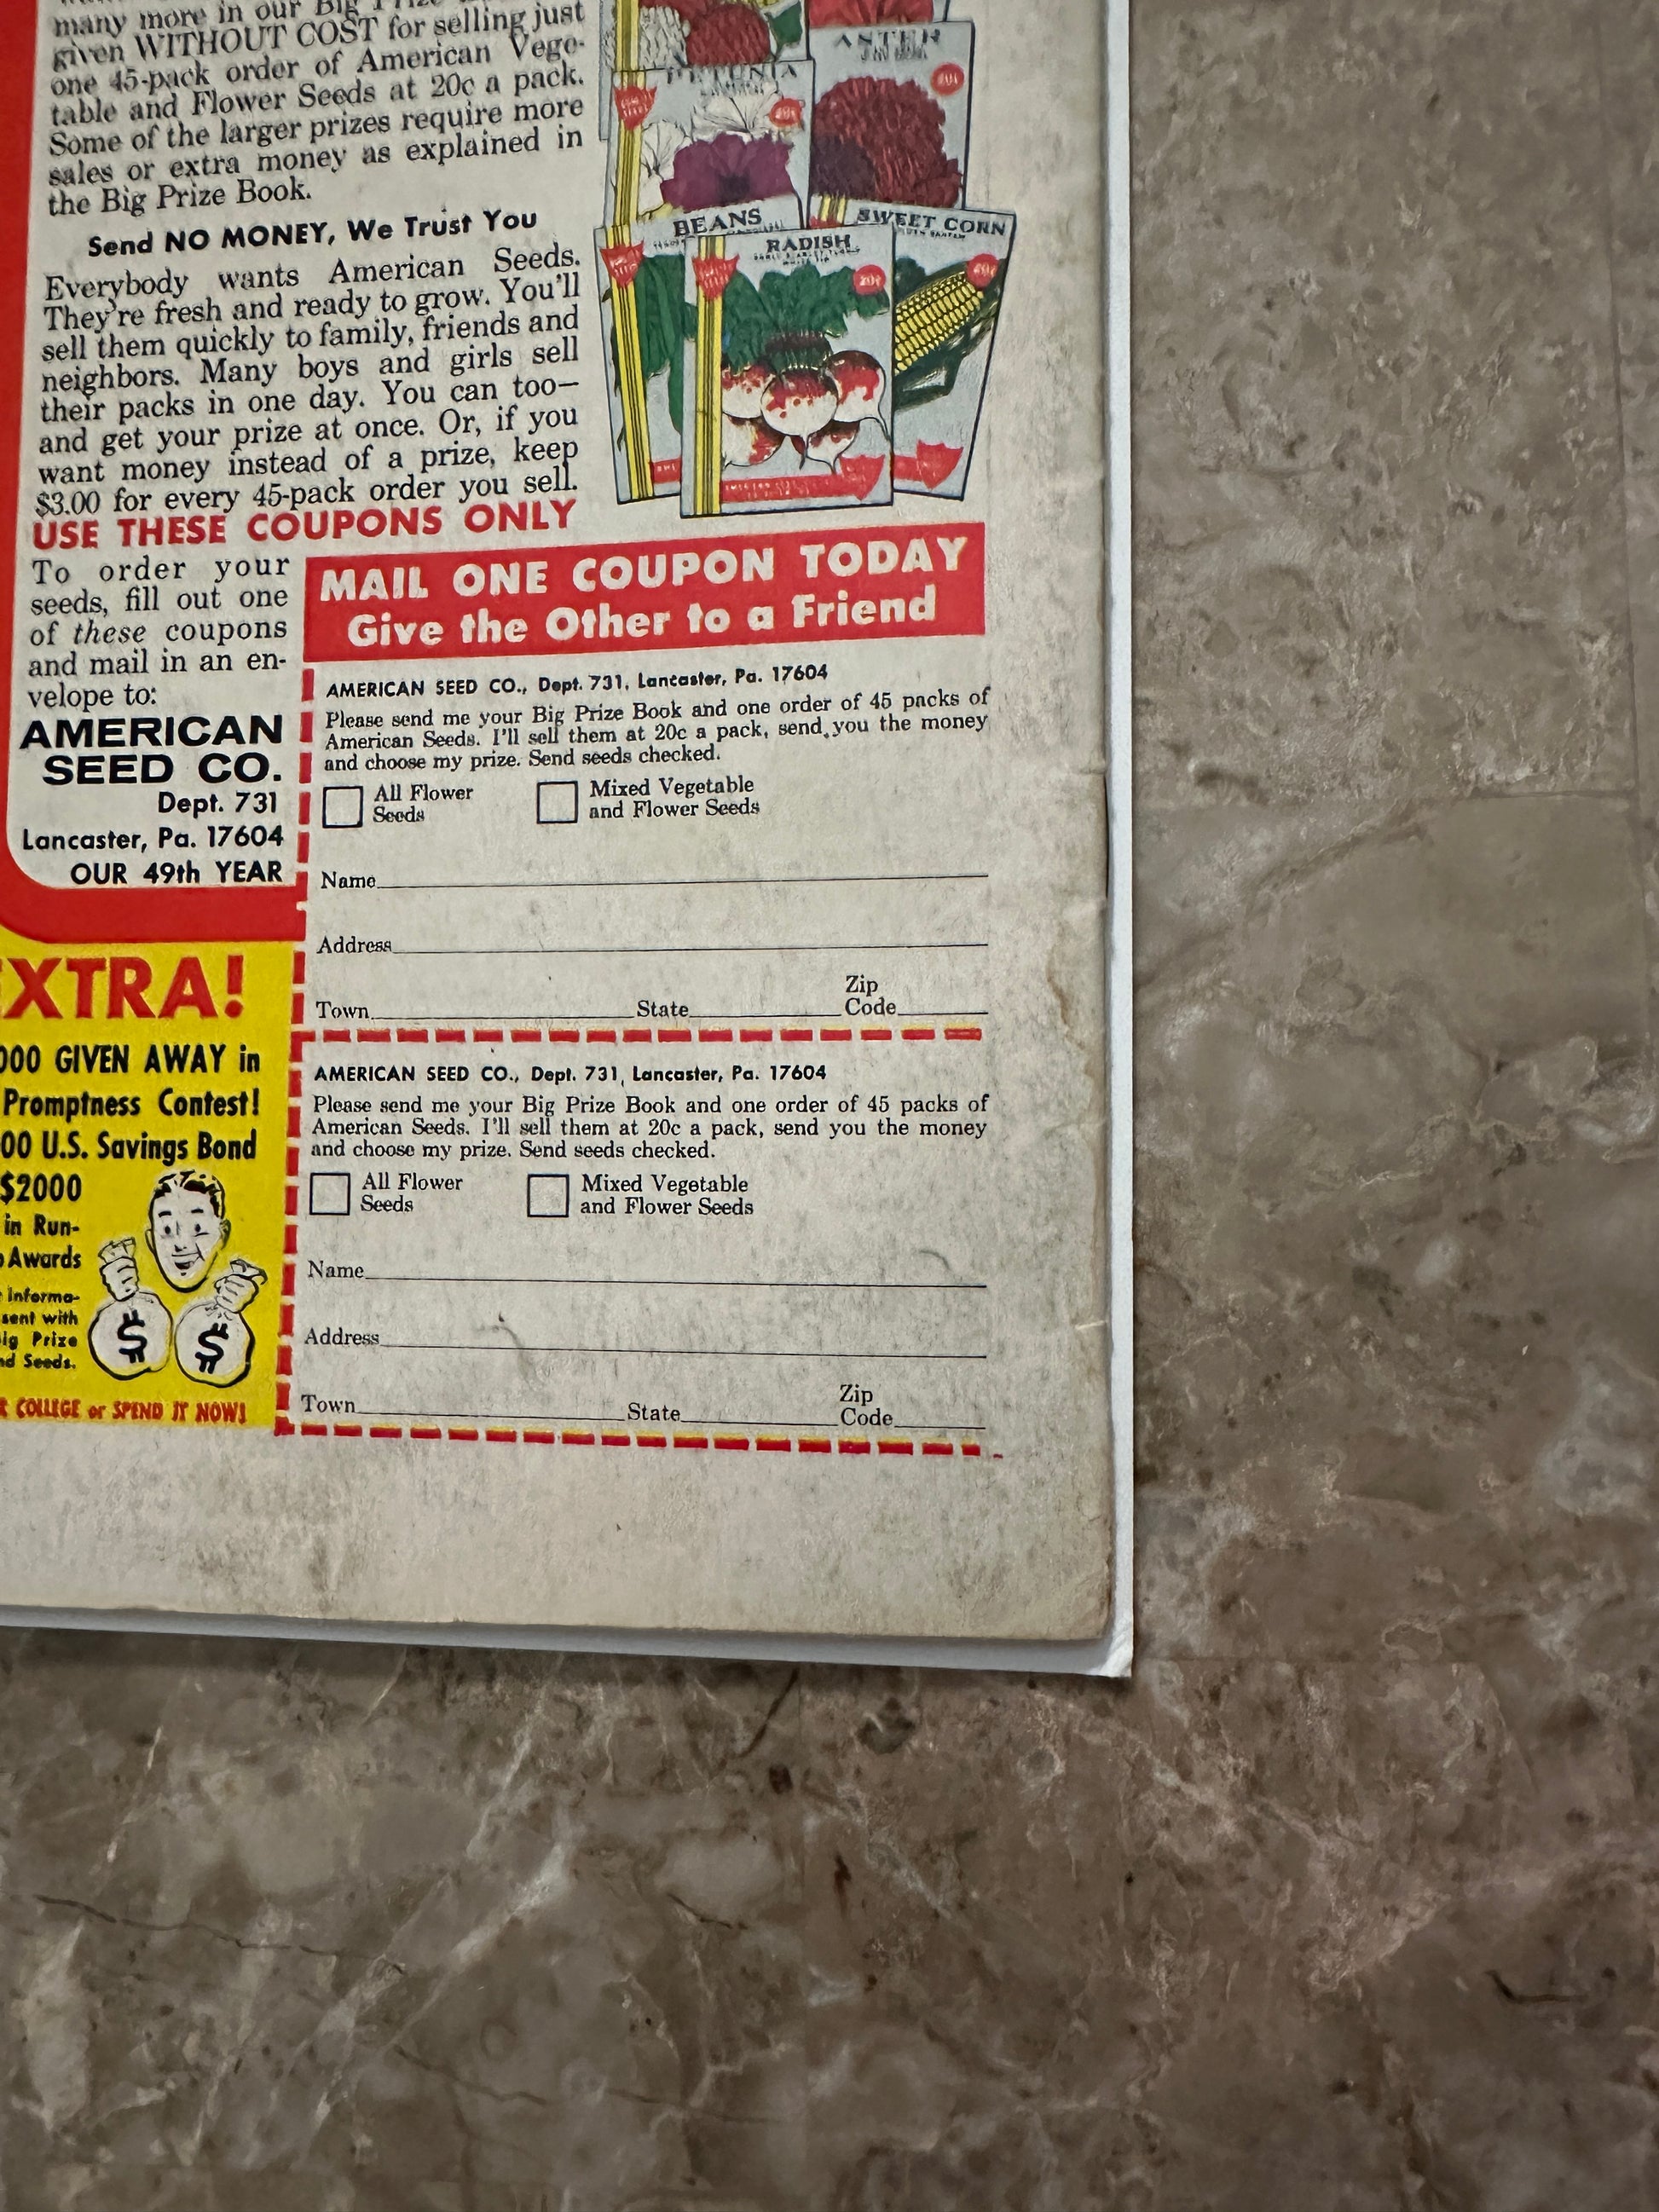 many more in our Big
given WITHOUT COST for selling just
one 45-pack order of American Vege-
table and Flower Seeds at 20c a pack.
Some of the larger prizes require more
sales or extra money as explained in
the Big Prize Book.
Send NO MONEY, We Trust You
Everybody wants American Seeds.
They're fresh and ready to grow. You'll
sell them quickly to family, friends and
neighbors. Many boys and girls sell
their packs in one day. You can too—
and get your prize at once. Or, if you
want money instead of a prize, keep
$3.00 for every 45-pack order you sell.
ASTER
PETUNIA
BEANS
SWEET CORN
RADISH
20¢
USE THESE COUPONS ONLY
To order your
seeds, fill out one
of these coupons
and mail in an en-
velope to:
AMERICAN
SEED CO.
Dept. 731
Lancaster, Pa. 17604
OUR 49th YEAR
MAIL ONE COUPON TODAY
Give the Other to a Friend
AMERICAN SEED CO., Dept. 731, Lancaster, Pa. 17604
Please send me your Big Prize Book and one order of 45 packs of
American Seeds. I'll sell them at 20c a pack, send you the money
and choose my prize. Send seeds checked.
All Flower
Seeds
Mixed Vegetable
and Flower Seeds
Name
Address
Town State Zip
Code
XTRA!
000 GIVEN AWAY in
Promptness Contest!
00 U.S. Savings Bond
$2000
in Run-
Awards
Informa-
sent with
ig Prize
nd Seeds.
$ $
COLLEGE or SPEND IT NOW!
AMERICAN SEED CO., Dept. 731, Lancaster, Pa. 17604
Please send me your Big Prize Book and one order of 45 packs of
American Seeds. I'll sell them at 20c a pack, send you the money
and choose my prize. Send seeds checked.
All Flower
Seeds
Mixed Vegetable
and Flower Seeds
Name
Address
Town State Zip
Code